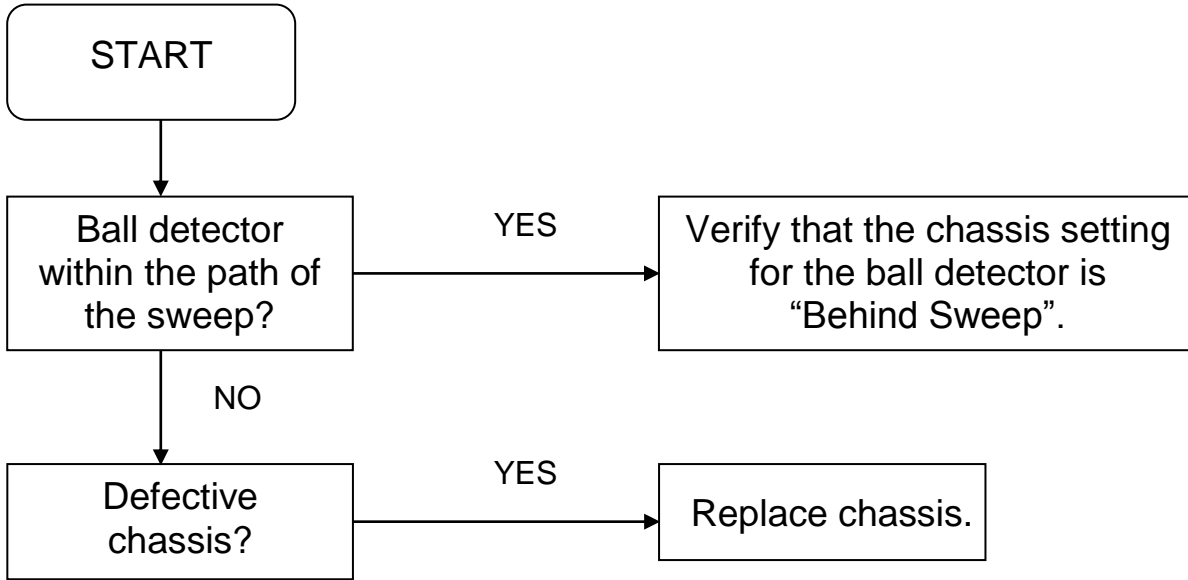 START
Ball detector
within the path of
the sweep?
YES
Verify that the chassis setting
for the ball detector is
“Behind Sweep”.
NO
Defective
chassis?
YES
Replace chassis.